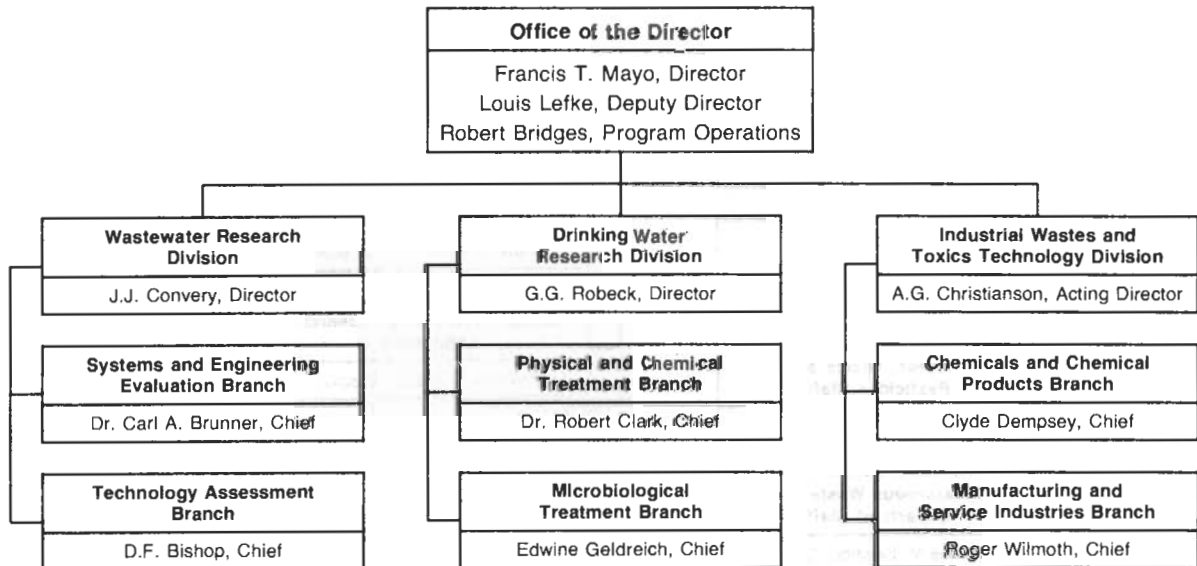 Office of the Director
Francis T. Mayo, Director
Louis Lefke, Deputy Director
Robert Bridges, Program Operations
Wastewater Research
Division
J.J. Convery, Director
Systems and Engineering
Evaluation Branch
Dr. Carl A. Brunner, Chief
Technology Assessment
Branch
D.F. Bishop, Chief
Drinking Water
Research Division
G.G. Robeck, Director
Physical and Chemical
Treatment Branch
Dr. Robert Clark, Chief
Microbiological
Treatment Branch
Edwine Geldreich, Chief
Industrial Wastes and
Toxics Technology Division
A.G. Christianson, Acting Director
Chemicals and Chemical
Products Branch
Clyde Dempsey, Chief
Manufacturing and
Service Industries Branch
Roger Wilmoth, Chief